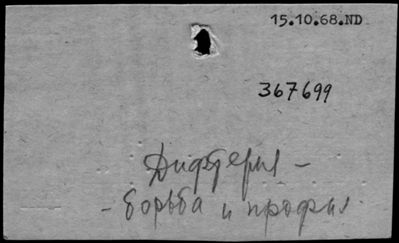 15.10.68.ND
367699
Дифтерия –
– борьба и профил.